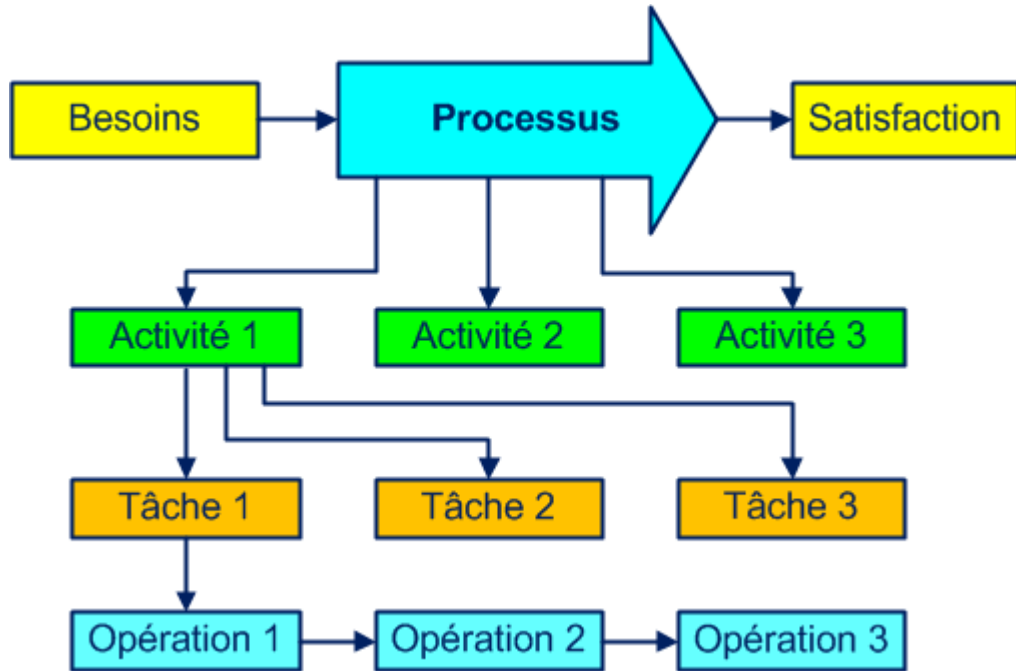 Besoins
Processus
Satisfaction
Activité 1
Activité 2
Activité 3
Tâche 1
Tâche 2
Tâche 3
Opération 1
Opération 2
Opération 3